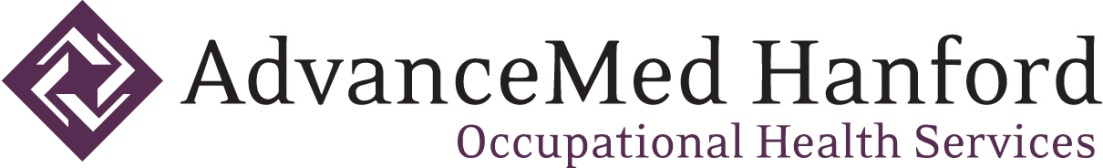 AdvanceMed Hanford
Occupational Health Services